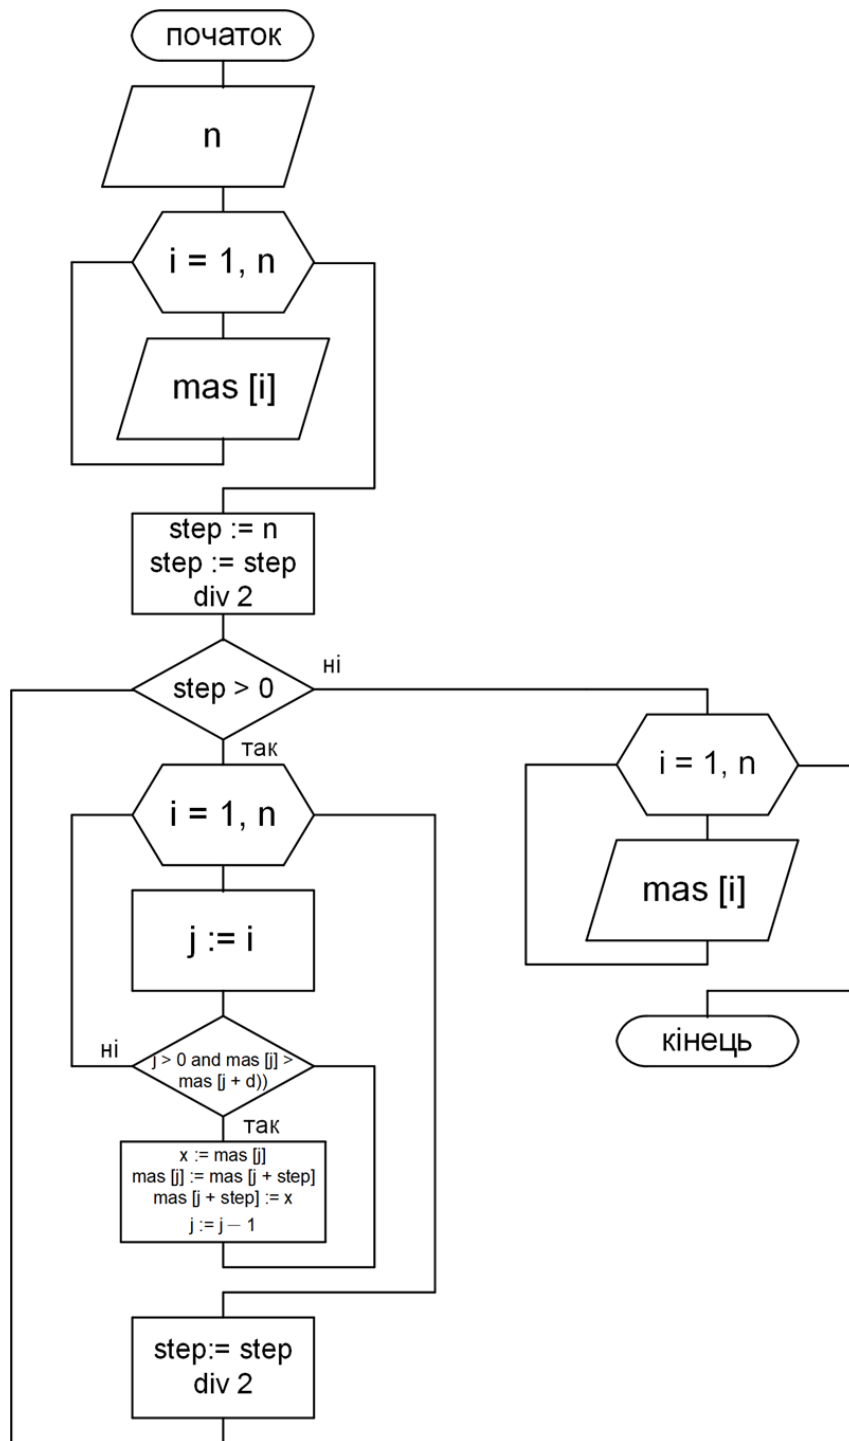 початок
n
i = 1, n
mas [i]
step := n
step := step
div 2
step > 0
ні
так
i = 1, n
j := i
j > 0 and mas [j] >
mas [j + d))
ні
так
x := mas [j]
mas [j] := mas [j + step]
mas [j + step] := x
j := j – 1
step:= step
div 2
i = 1, n
mas [i]
кінець